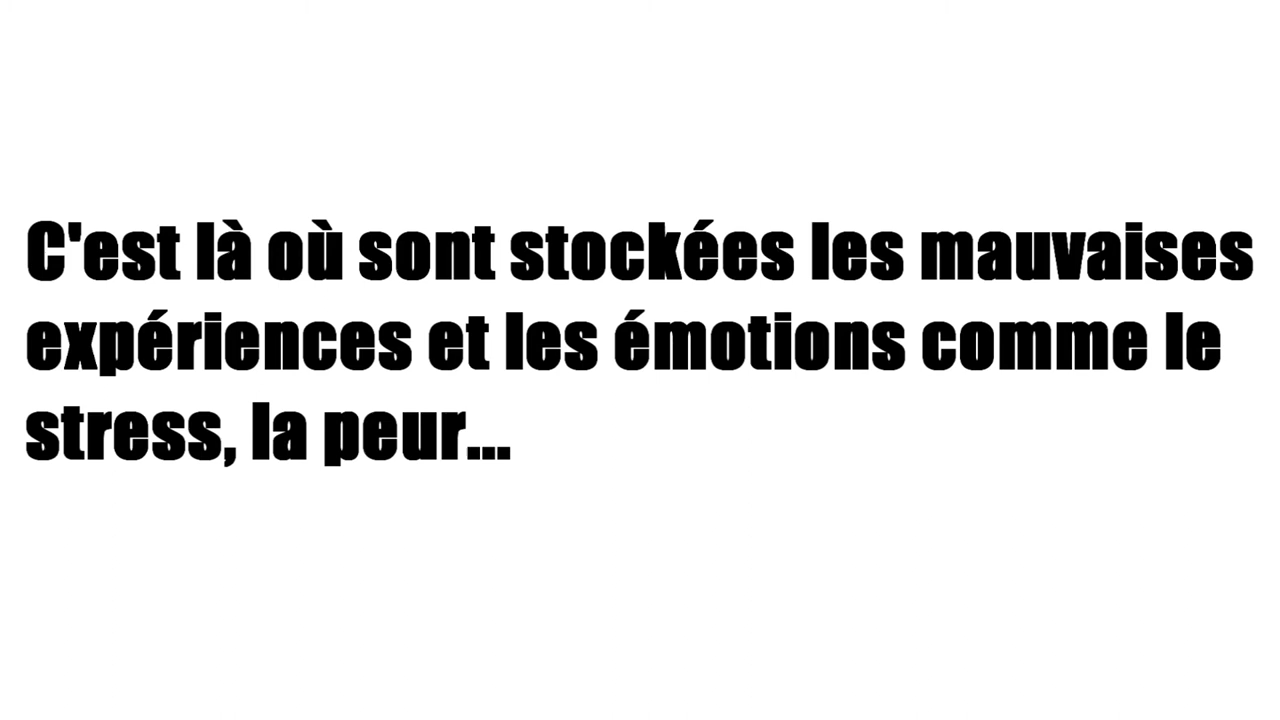 C'est là où sont stockées les mauvaises
expériences et les émotions comme le
stress, la peur...